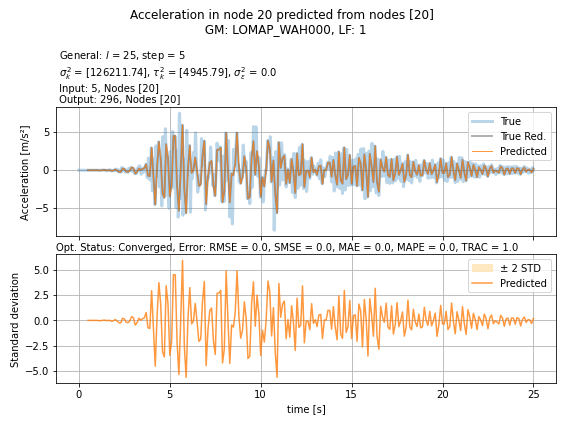 Acceleration in node 20 predicted from nodes [20]
GM: LOMAP_WAH000, LF: 1
General: l = 25, step = 5
σ²ₖ = [126211.74], τ²ₖ = [4945.79], σ²_ε = 0.0
Input: 5, Nodes [20]
Output: 296, Nodes [20]
Acceleration [m/s²]
5
0
−5
True
True Red.
Predicted
Opt. Status: Converged, Error: RMSE = 0.0, SMSE = 0.0, MAE = 0.0, MAPE = 0.0, TRAC = 1.0
Standard deviation
5.0
2.5
0.0
−2.5
−5.0
± 2 STD
Predicted
0 5 10 15 20 25
time [s]